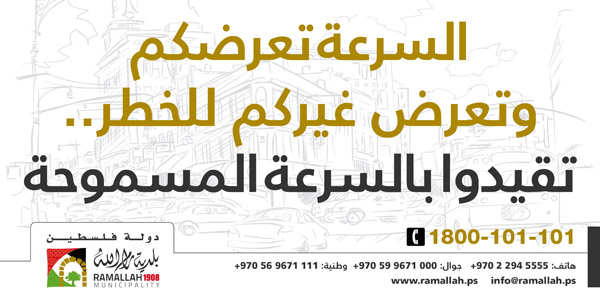 السرعة تعرضكم
وتعرض غيركم للخطر..
تقيدوا بالسرعة المسموحة
1800-101-101
دولة فلسطين
بلدية رام الله
RAMALLAH 1908
MUNICIPALITY
هاتف: 5555 294 2 970+ جوال: 000 9671 59 970+ وطنية: 111 9671 56 970+
www.ramallah.ps info@ramallah.ps